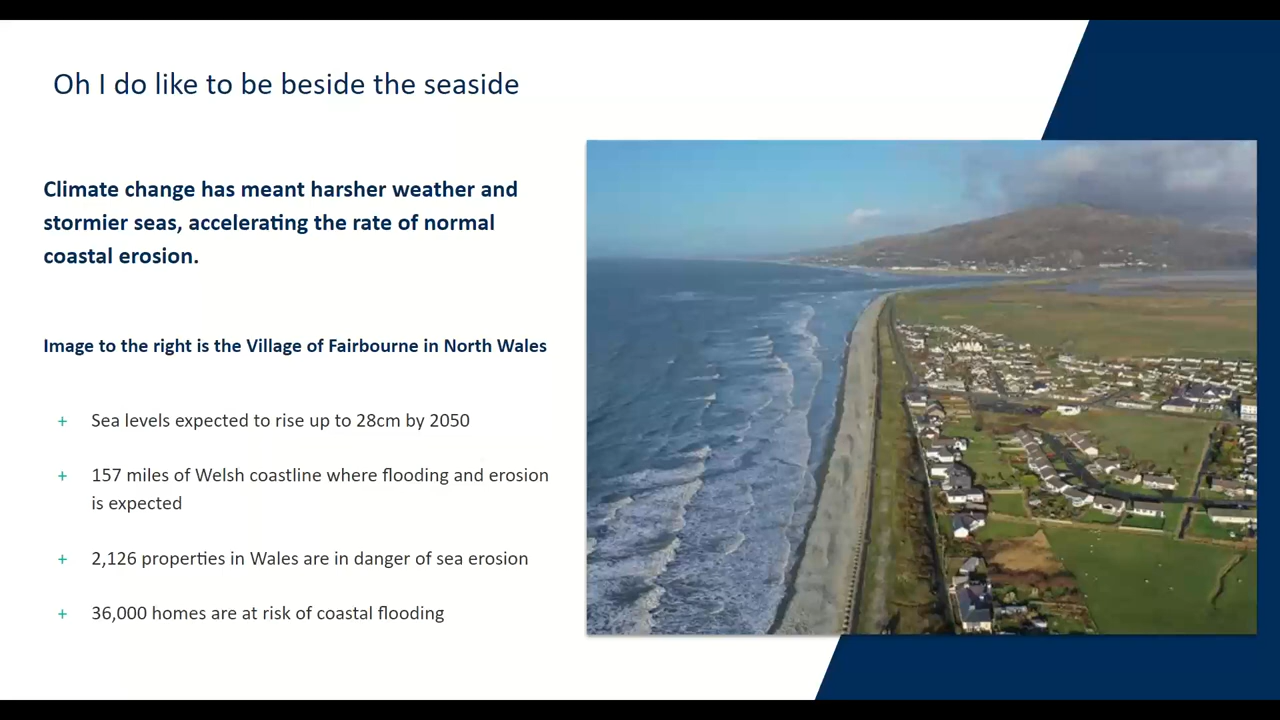 Oh I do like to be beside the seaside
Climate change has meant harsher weather and
stormier seas, accelerating the rate of normal
coastal erosion.
Image to the right is the Village of Fairbourne in North Wales
+ Sea levels expected to rise up to 28cm by 2050
+ 157 miles of Welsh coastline where flooding and erosion
is expected
+ 2,126 properties in Wales are in danger of sea erosion
+ 36,000 homes are at risk of coastal flooding